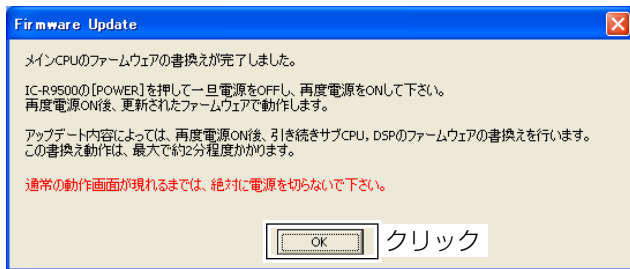 Firmware Update
メインCPUのファームウェアの書換えが完了しました。
IC-R9500の[POWER]を押して一旦電源をOFFし、再度電源をONして下さい。
再度電源ON後、更新されたファームウェアで動作します。
アップデート内容によっては、再度電源ON後、引き続きサブCPU, DSPのファームウェアの書換えを行います。
この書換え動作は、最大で約2分程度かかります。
通常の動作画面が現れるまでは、絶対に電源を切らないで下さい。
OK クリック